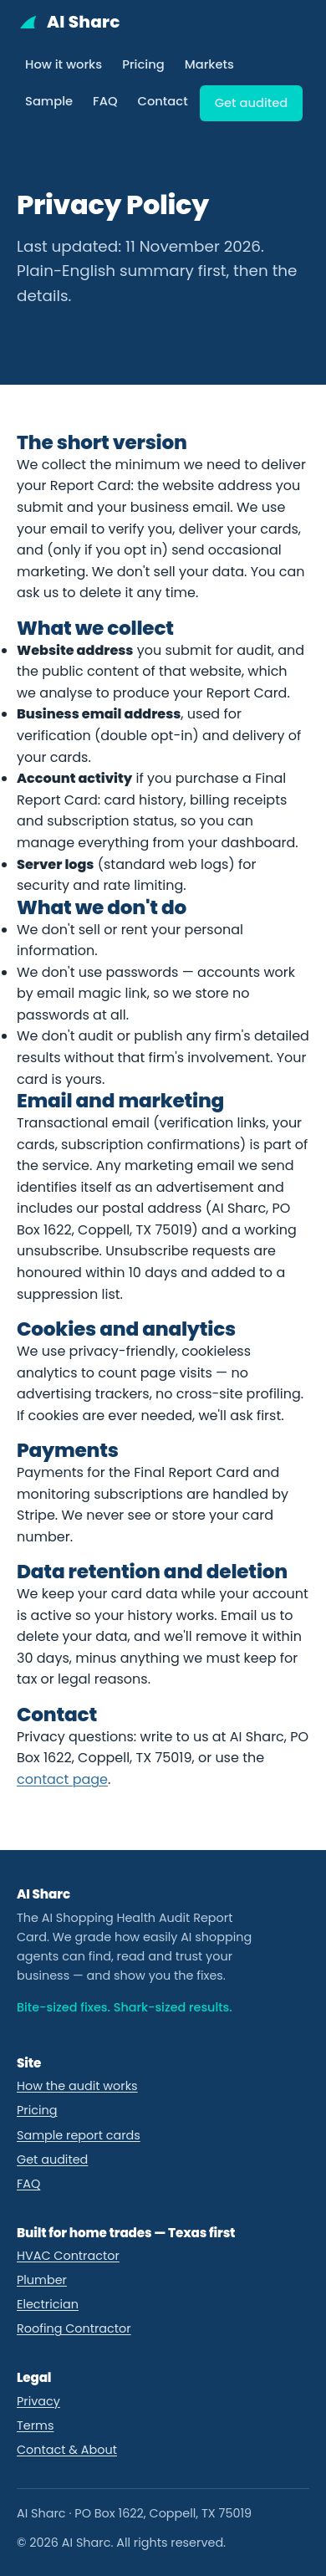 AI Sharc
How it works Pricing Markets
Sample FAQ Contact Get audited
Privacy Policy
Last updated: 11 November 2026.
Plain-English summary first, then the
details.
The short version
We collect the minimum we need to deliver
your Report Card: the website address you
submit and your business email. We use
your email to verify you, deliver your cards,
and (only if you opt in) send occasional
marketing. We don't sell your data. You can
ask us to delete it any time.
What we collect
• Website address you submit for audit, and
the public content of that website, which
we analyse to produce your Report Card.
• Business email address, used for
verification (double opt-in) and delivery of
your cards.
• Account activity if you purchase a Final
Report Card: card history, billing receipts
and subscription status, so you can
manage everything from your dashboard.
• Server logs (standard web logs) for
security and rate limiting.
What we don't do
• We don't sell or rent your personal
information.
• We don't use passwords — accounts work
by email magic link, so we store no
passwords at all.
• We don't audit or publish any firm's detailed
results without that firm's involvement. Your
card is yours.
Email and marketing
Transactional email (verification links, your
cards, subscription confirmations) is part of
the service. Any marketing email we send
identifies itself as an advertisement and
includes our postal address (AI Sharc, PO
Box 1622, Coppell, TX 75019) and a working
unsubscribe. Unsubscribe requests are
honoured within 10 days and added to a
suppression list.
Cookies and analytics
We use privacy-friendly, cookieless
analytics to count page visits — no
advertising trackers, no cross-site profiling.
If cookies are ever needed, we'll ask first.
Payments
Payments for the Final Report Card and
monitoring subscriptions are handled by
Stripe. We never see or store your card
number.
Data retention and deletion
We keep your card data while your account
is active so your history works. Email us to
delete your data, and we'll remove it within
30 days, minus anything we must keep for
tax or legal reasons.
Contact
Privacy questions: write to us at AI Sharc, PO
Box 1622, Coppell, TX 75019, or use the
contact page.
AI Sharc
The AI Shopping Health Audit Report
Card. We grade how easily AI shopping
agents can find, read and trust your
business — and show you the fixes.
Bite-sized fixes. Shark-sized results.
Site
How the audit works
Pricing
Sample report cards
Get audited
FAQ
Built for home trades — Texas first
HVAC Contractor
Plumber
Electrician
Roofing Contractor
Legal
Privacy
Terms
Contact & About
AI Sharc · PO Box 1622, Coppell, TX 75019
© 2026 AI Sharc. All rights reserved.